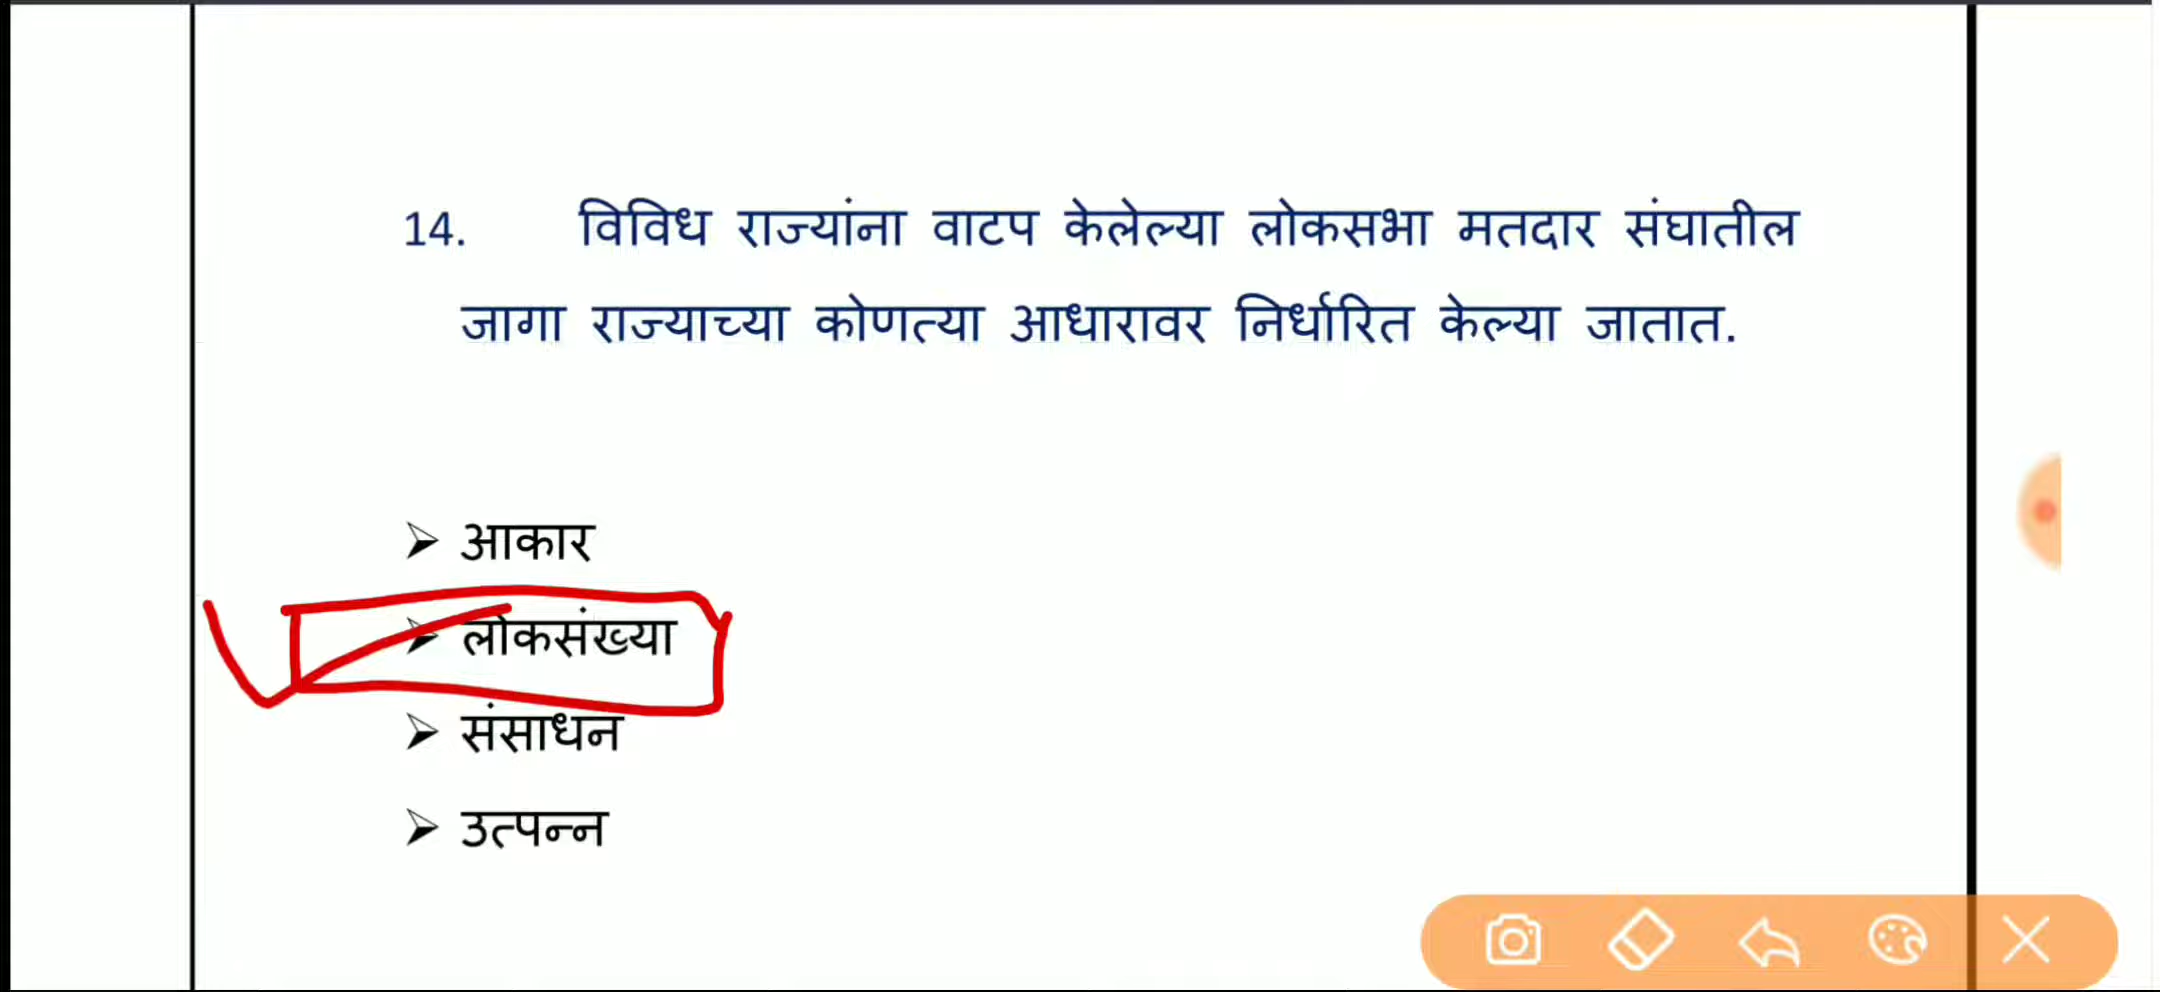 14. विविध राज्यांना वाटप केलेल्या लोकसभा मतदार संघातील
जागा राज्याच्या कोणत्या आधारावर निर्धारित केल्या जातात.
➢ आकार
➢ लोकसंख्या
➢ संसाधन
➢ उत्पन्न